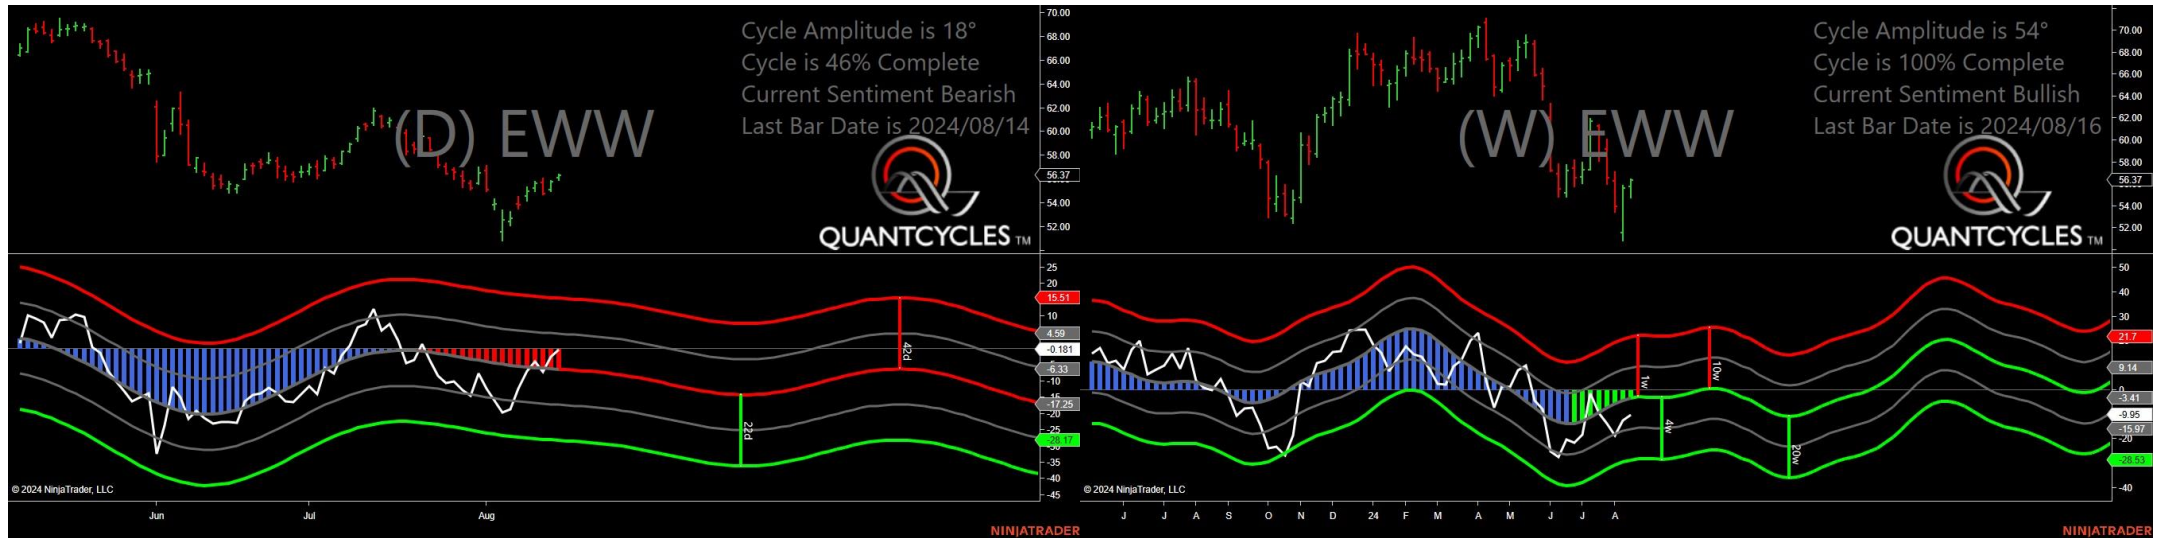 Cycle Amplitude is 18°
Cycle is 46% Complete
Current Sentiment Bearish
Last Bar Date is 2024/08/14
(D) EWW
QUANTCYCLES TM
70.00
68.00
66.00
64.00
62.00
60.00
58.00
56.37
54.00
52.00
25
20
15.51
10
4.59
-0.181
-6.33
-10
-15
-17.25
-20
-25
-28.17
-30
-35
-40
-45
42d
22d
© 2024 NinjaTrader, LLC
Jun Jul Aug
NINJATRADER
Cycle Amplitude is 54°
Cycle is 100% Complete
Current Sentiment Bullish
Last Bar Date is 2024/08/16
(W) EWW
QUANTCYCLES TM
70.00
68.00
66.00
64.00
62.00
60.00
58.00
56.37
54.00
52.00
50
40
30
21.7
9.14
0
-3.41
-9.95
-15.97
-20
-28.53
-40
1w
10w
4w
20w
© 2024 NinjaTrader, LLC
J J A S O N D 24 F M A M J J A
NINJATRADER